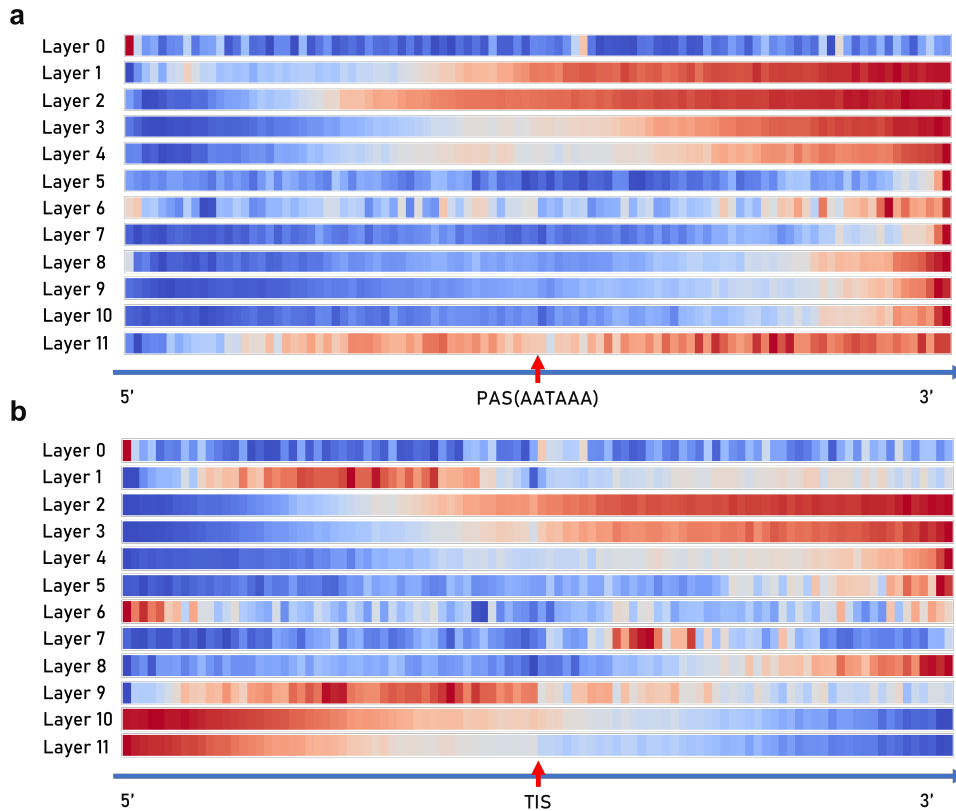 a
Layer 0
Layer 1
Layer 2
Layer 3
Layer 4
Layer 5
Layer 6
Layer 7
Layer 8
Layer 9
Layer 10
Layer 11
5’ PAS(AATAAA) 3’
b
Layer 0
Layer 1
Layer 2
Layer 3
Layer 4
Layer 5
Layer 6
Layer 7
Layer 8
Layer 9
Layer 10
Layer 11
5’ TIS 3’